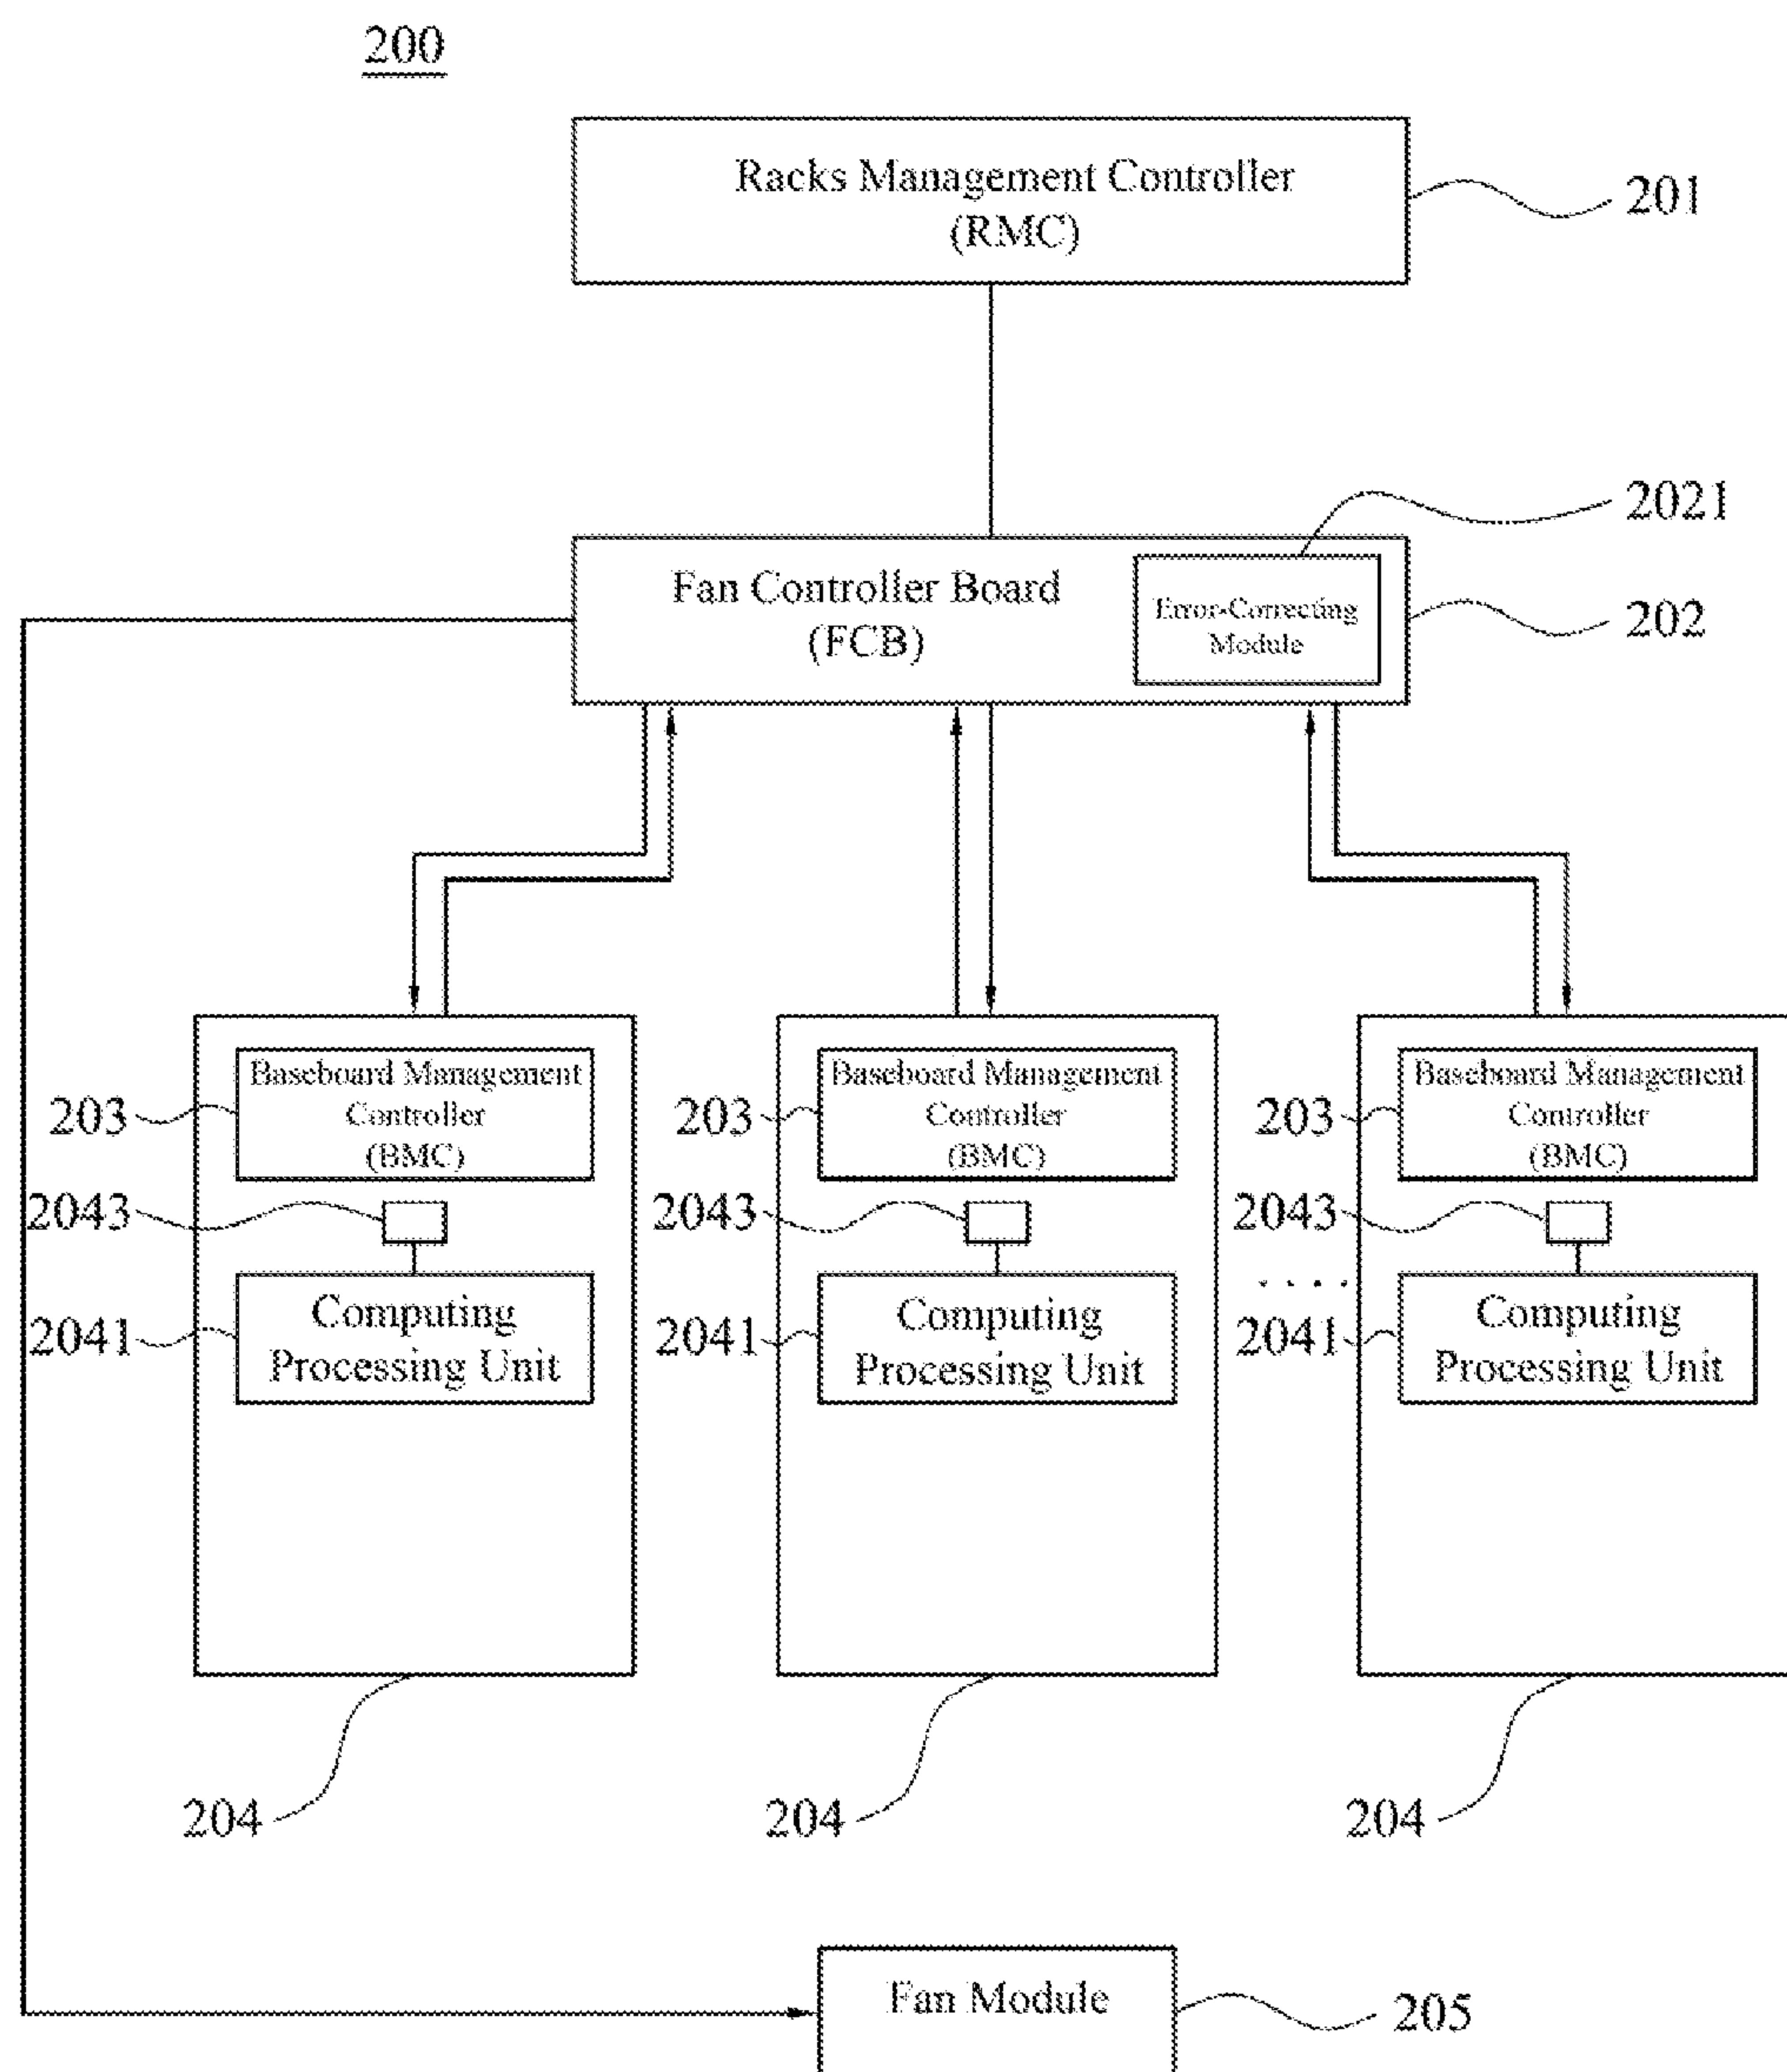 200
Racks Management Controller
(RMC)
201
2021
Fan Controller Board
(FCB)
Error-Correcting
Module
202
Baseboard Management
Controller
(BMC)
203
Baseboard Management
Controller
(BMC)
203
Baseboard Management
Controller
(BMC)
203
2043
2043
2043
. . . .
Computing
Processing Unit
2041
Computing
Processing Unit
2041
Computing
Processing Unit
2041
204
204
204
Fan Module
205